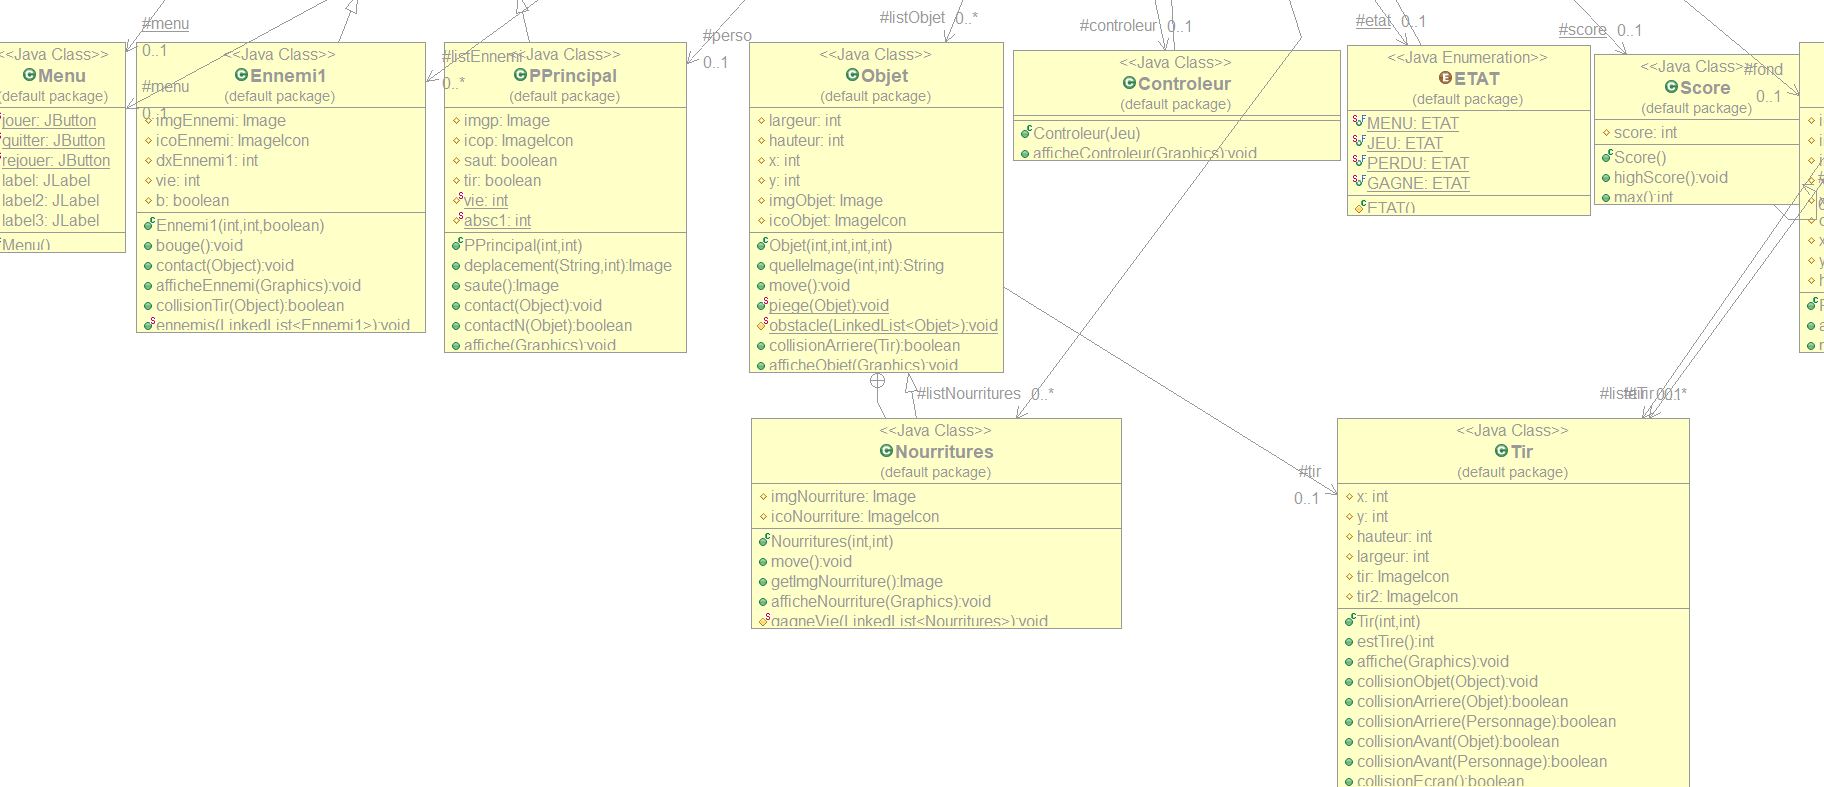 #menu
0..1
#menu
0..1
<<Java Class>>
Menu
(default package)
jouer: JButton
quitter: JButton
rejouer: JButton
label: JLabel
label2: JLabel
label3: JLabel
Menu()
<<Java Class>>
Ennemi1
(default package)
imgEnnemi: Image
icoEnnemi: ImageIcon
dxEnnemi1: int
vie: int
b: boolean
Ennemi1(int,int,boolean)
bouge():void
contact(Object):void
afficheEnnemi(Graphics):void
collisionTir(Object):boolean
ennemis(LinkedList<Ennemi1>):void
#listEnnemi
0..*
<<Java Class>>
PPrincipal
(default package)
imgp: Image
icop: ImageIcon
saut: boolean
tir: boolean
vie: int
absc1: int
PPrincipal(int,int)
deplacement(String,int):Image
saute():Image
contact(Object):void
contactN(Objet):boolean
affiche(Graphics):void
#perso
0..1
#listObjet 0..*
<<Java Class>>
Objet
(default package)
largeur: int
hauteur: int
x: int
y: int
imgObjet: Image
icoObjet: ImageIcon
Objet(int,int,int,int)
quelleImage(int,int):String
move():void
piege(Objet):void
obstacle(LinkedList<Objet>):void
collisionArriere(Tir):boolean
afficheObjet(Graphics):void
#controleur 0..1
<<Java Class>>
Controleur
(default package)
Controleur(Jeu)
afficheControleur(Graphics):void
#etat 0..1
<<Java Enumeration>>
ETAT
(default package)
MENU: ETAT
JEU: ETAT
PERDU: ETAT
GAGNE: ETAT
ETAT()
#score 0..1
<<Java Class>>
Score
(default package)
score: int
Score()
highScore():void
max():int
#fond
0..1
#listNourritures 0..*
<<Java Class>>
Nourritures
(default package)
imgNourriture: Image
icoNourriture: ImageIcon
Nourritures(int,int)
move():void
getImgNourriture():Image
afficheNourriture(Graphics):void
gagneVie(LinkedList<Nourritures>):void
#tir
0..1
<<Java Class>>
Tir
(default package)
x: int
y: int
hauteur: int
largeur: int
tir: ImageIcon
tir2: ImageIcon
Tir(int,int)
estTire():int
affiche(Graphics):void
collisionObjet(Object):void
collisionArriere(Objet):boolean
collisionArriere(Personnage):boolean
collisionAvant(Objet):boolean
collisionAvant(Personnage):boolean
collisionEcran():boolean